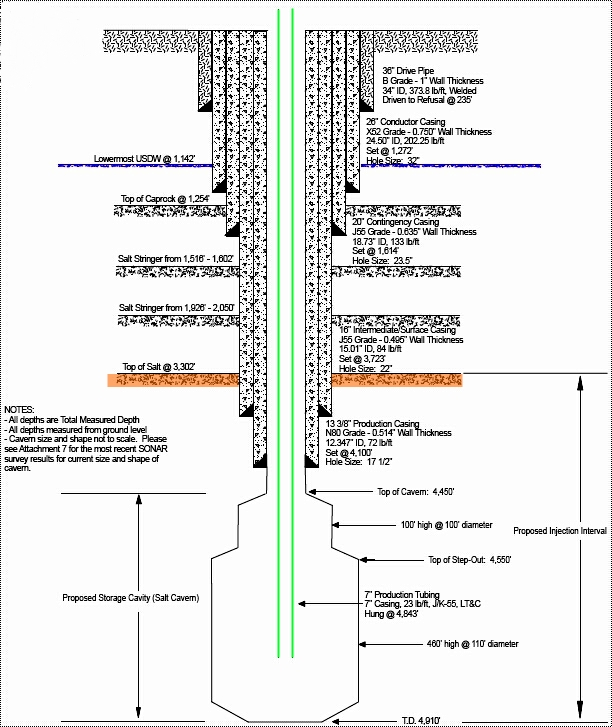 36" Drive Pipe
B Grade - 1" Wall Thickness
34" ID, 373.8 lb/ft, Welded
Driven to Refusal @ 235'
26" Conductor Casing
X52 Grade - 0.750" Wall Thickness
24.50" ID, 202.25 lb/ft
Set @ 1,272'
Hole Size: 32"
Lowermost USDW @ 1,142'
Top of Caprock @ 1,254'
20" Contingency Casing
J55 Grade - 0.635" Wall Thickness
18.73" ID, 133 lb/ft
Set @ 1,614'
Hole Size: 23.5"
Salt Stringer from 1,516' - 1,602'
Salt Stringer from 1,926' - 2,050'
16" Intermediate/Surface Casing
J55 Grade - 0.495" Wall Thickness
15.01" ID, 84 lb/ft
Set @ 3,723'
Hole Size: 22"
Top of Salt @ 3,302'
NOTES:
- All depths are Total Measured Depth
- All depths measured from ground level
- Cavern size and shape not to scale. Please
see Attachment 7 for the most recent SONAR
survey results for current size and shape of
cavern.
13 3/8" Production Casing
N80 Grade - 0.514" Wall Thickness
12.347" ID, 72 lb/ft
Set @ 4,100'
Hole Size: 17 1/2"
Top of Cavern: 4,450'
100' high @ 100' diameter
Proposed Injection Interval
Top of Step-Out: 4,550'
Proposed Storage Cavity (Salt Cavern)
7" Production Tubing
7" Casing, 23 lb/ft, J/K-55, LT&C
Hung @ 4,843'
460' high @ 110' diameter
T.D. 4,910'